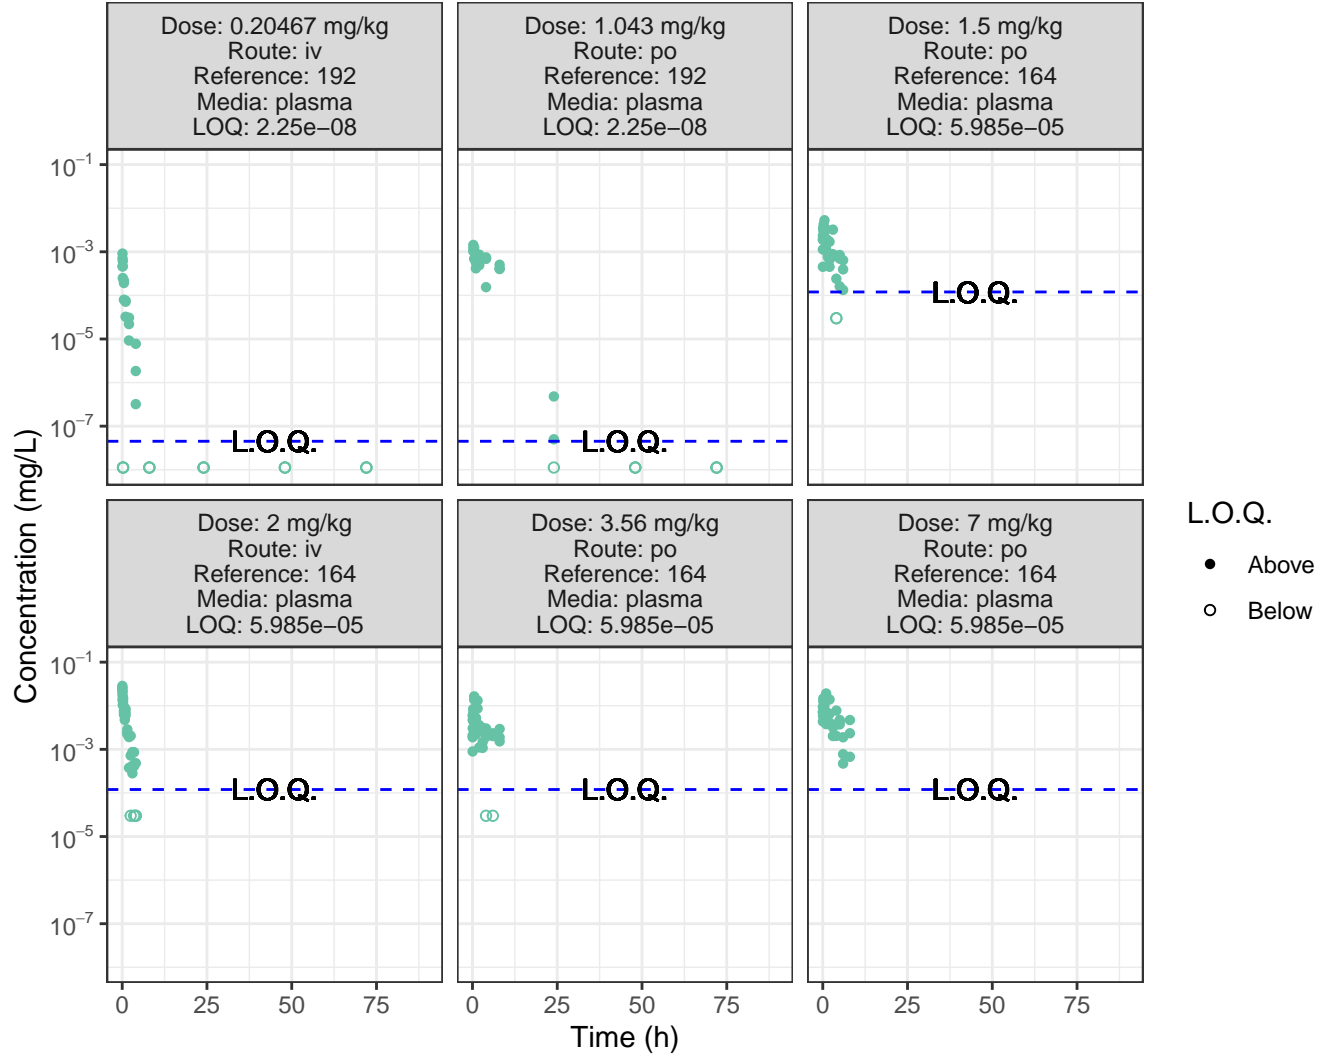 Dose: 0.20467 mg/kg
Route: iv
Reference: 192
Media: plasma
LOQ: 2.25e−08
Dose: 1.043 mg/kg
Route: po
Reference: 192
Media: plasma
LOQ: 2.25e−08
Dose: 1.5 mg/kg
Route: po
Reference: 164
Media: plasma
LOQ: 5.985e−05
10⁻¹
10⁻³
10⁻⁵
10⁻⁷
L.O.Q.
L.O.Q.
L.O.Q.
Dose: 2 mg/kg
Route: iv
Reference: 164
Media: plasma
LOQ: 5.985e−05
Dose: 3.56 mg/kg
Route: po
Reference: 164
Media: plasma
LOQ: 5.985e−05
Dose: 7 mg/kg
Route: po
Reference: 164
Media: plasma
LOQ: 5.985e−05
10⁻¹
10⁻³
10⁻⁵
10⁻⁷
L.O.Q.
L.O.Q.
L.O.Q.
0 25 50 75
0 25 50 75
0 25 50 75
Time (h)
Concentration (mg/L)
L.O.Q.
Above
Below